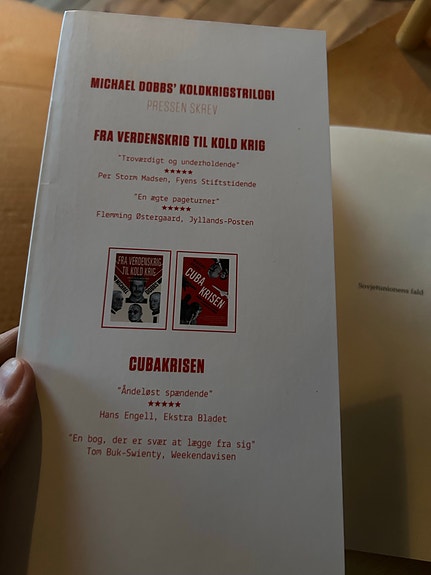 MICHAEL DOBBS' KOLDKRIGSTRILOGI
PRESSEN SKREV
FRA VERDENSKRIG TIL KOLD KRIG
"Troværdigt og underholdende"
★★★★★
Per Storm Madsen, Fyens Stiftstidende
"En ægte pageturner"
★★★★★
Flemming Østergaard, Jyllands-Posten
FRA VERDENSKRIG
TIL KOLD KRIG
CUBA
KRISEN
CUBAKRISEN
"Åndeløst spændende"
★★★★★
Hans Engell, Ekstra Bladet
"En bog, der er svær at lægge fra sig"
Tom Buk-Swienty, Weekendavisen
Sovjetunionens fald